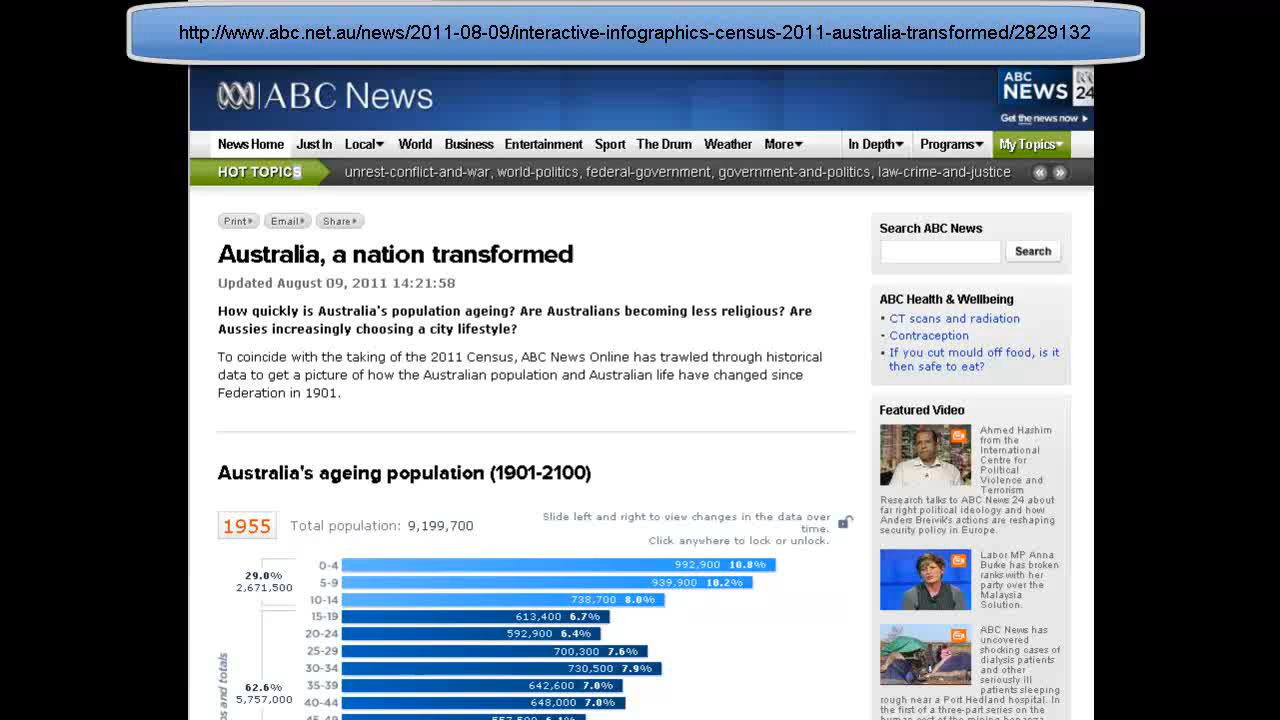 http://www.abc.net.au/news/2011-08-09/interactive-infographics-census-2011-australia-transformed/2829132
ABC News
ABC
NEWS 24
Get the news now
News Home Just In Local World Business Entertainment Sport The Drum Weather More In Depth Programs My Topics
HOT TOPICS unrest-conflict-and-war, world-politics, federal-government, government-and-politics, law-crime-and-justice
Print Email Share
Australia, a nation transformed
Updated August 09, 2011 14:21:58
How quickly is Australia's population ageing? Are Australians becoming less religious? Are
Aussies increasingly choosing a city lifestyle?
To coincide with the taking of the 2011 Census, ABC News Online has trawled through historical
data to get a picture of how the Australian population and Australian life have changed since
Federation in 1901.
Australia's ageing population (1901-2100)
1955 Total population: 9,199,700
Slide left and right to view changes in the data over
time.
Click anywhere to lock or unlock.
29.0%
2,671,500
0-4 992,900 10.8%
5-9 939,900 10.2%
10-14 738,700 8.0%
15-19 613,400 6.7%
20-24 592,900 6.4%
25-29 700,300 7.6%
30-34 730,500 7.9%
62.6%
5,757,000
35-39 642,600 7.0%
40-44 648,000 7.0%
and totals
Search ABC News
Search
ABC Health & Wellbeing
• CT scans and radiation
• Contraception
• If you cut mould off food, is it
then safe to eat?
Featured Video
Ahmed Hashim
from the
International
Centre for
Political
Violence and
Terrorism
Research talks to ABC News 24 about
far right political ideology and how
Anders Breivik's actions are reshaping
security policy in Europe.
Labor MP Anna
Burke has broken
ranks with her
party over the
Malaysia
Solution.
ABC News has
uncovered
shocking cases of
dialysis patients
and other
seriously ill
patients sleeping
rough near a Port Hedland hospital. In
the first of a three-part series on the